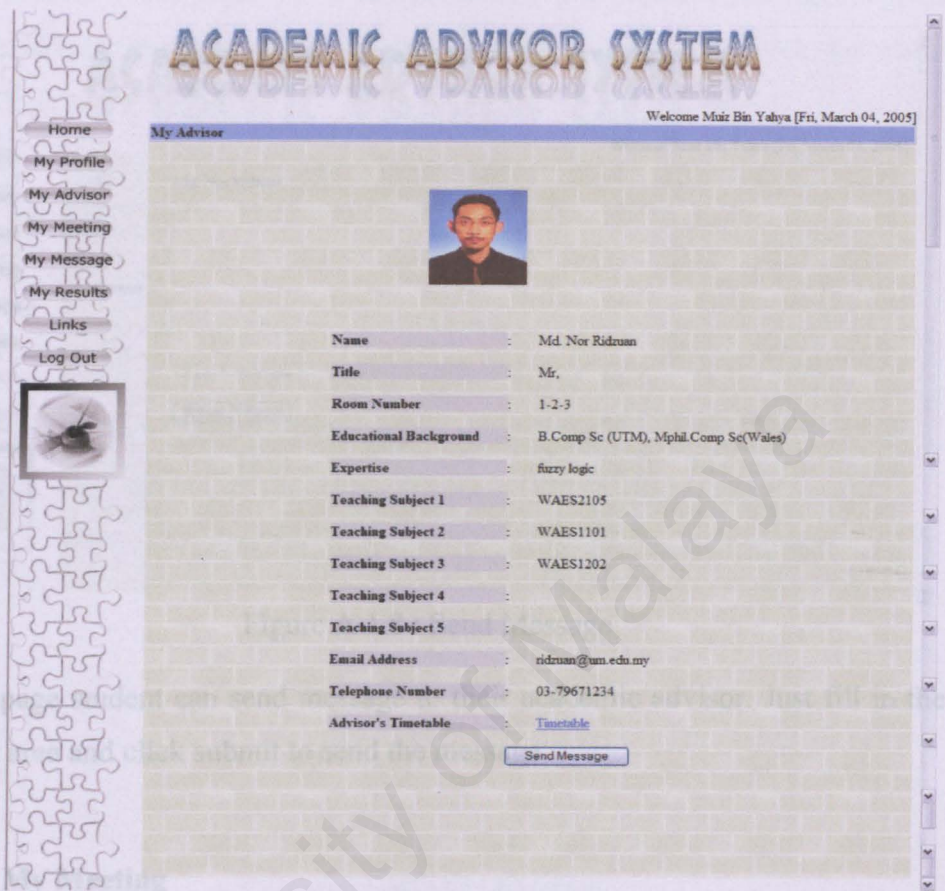 ACADEMIC ADVISOR SYSTEM
Welcome Muiz Bin Yahya [Fri, March 04, 2005]
My Advisor
Home
My Profile
My Advisor
My Meeting
My Message
My Results
Links
Log Out
Name : Md. Nor Ridzuan
Title : Mr,
Room Number : 1-2-3
Educational Background : B.Comp Sc (UTM), Mphil.Comp Sc(Wales)
Expertise : fuzzy logic
Teaching Subject 1 : WAES2105
Teaching Subject 2 : WAES1101
Teaching Subject 3 : WAES1202
Teaching Subject 4 :
Teaching Subject 5 :
Email Address : ridzuan@um.edu.my
Telephone Number : 03-79671234
Advisor's Timetable : Timetable
Send Message
University of Malaya